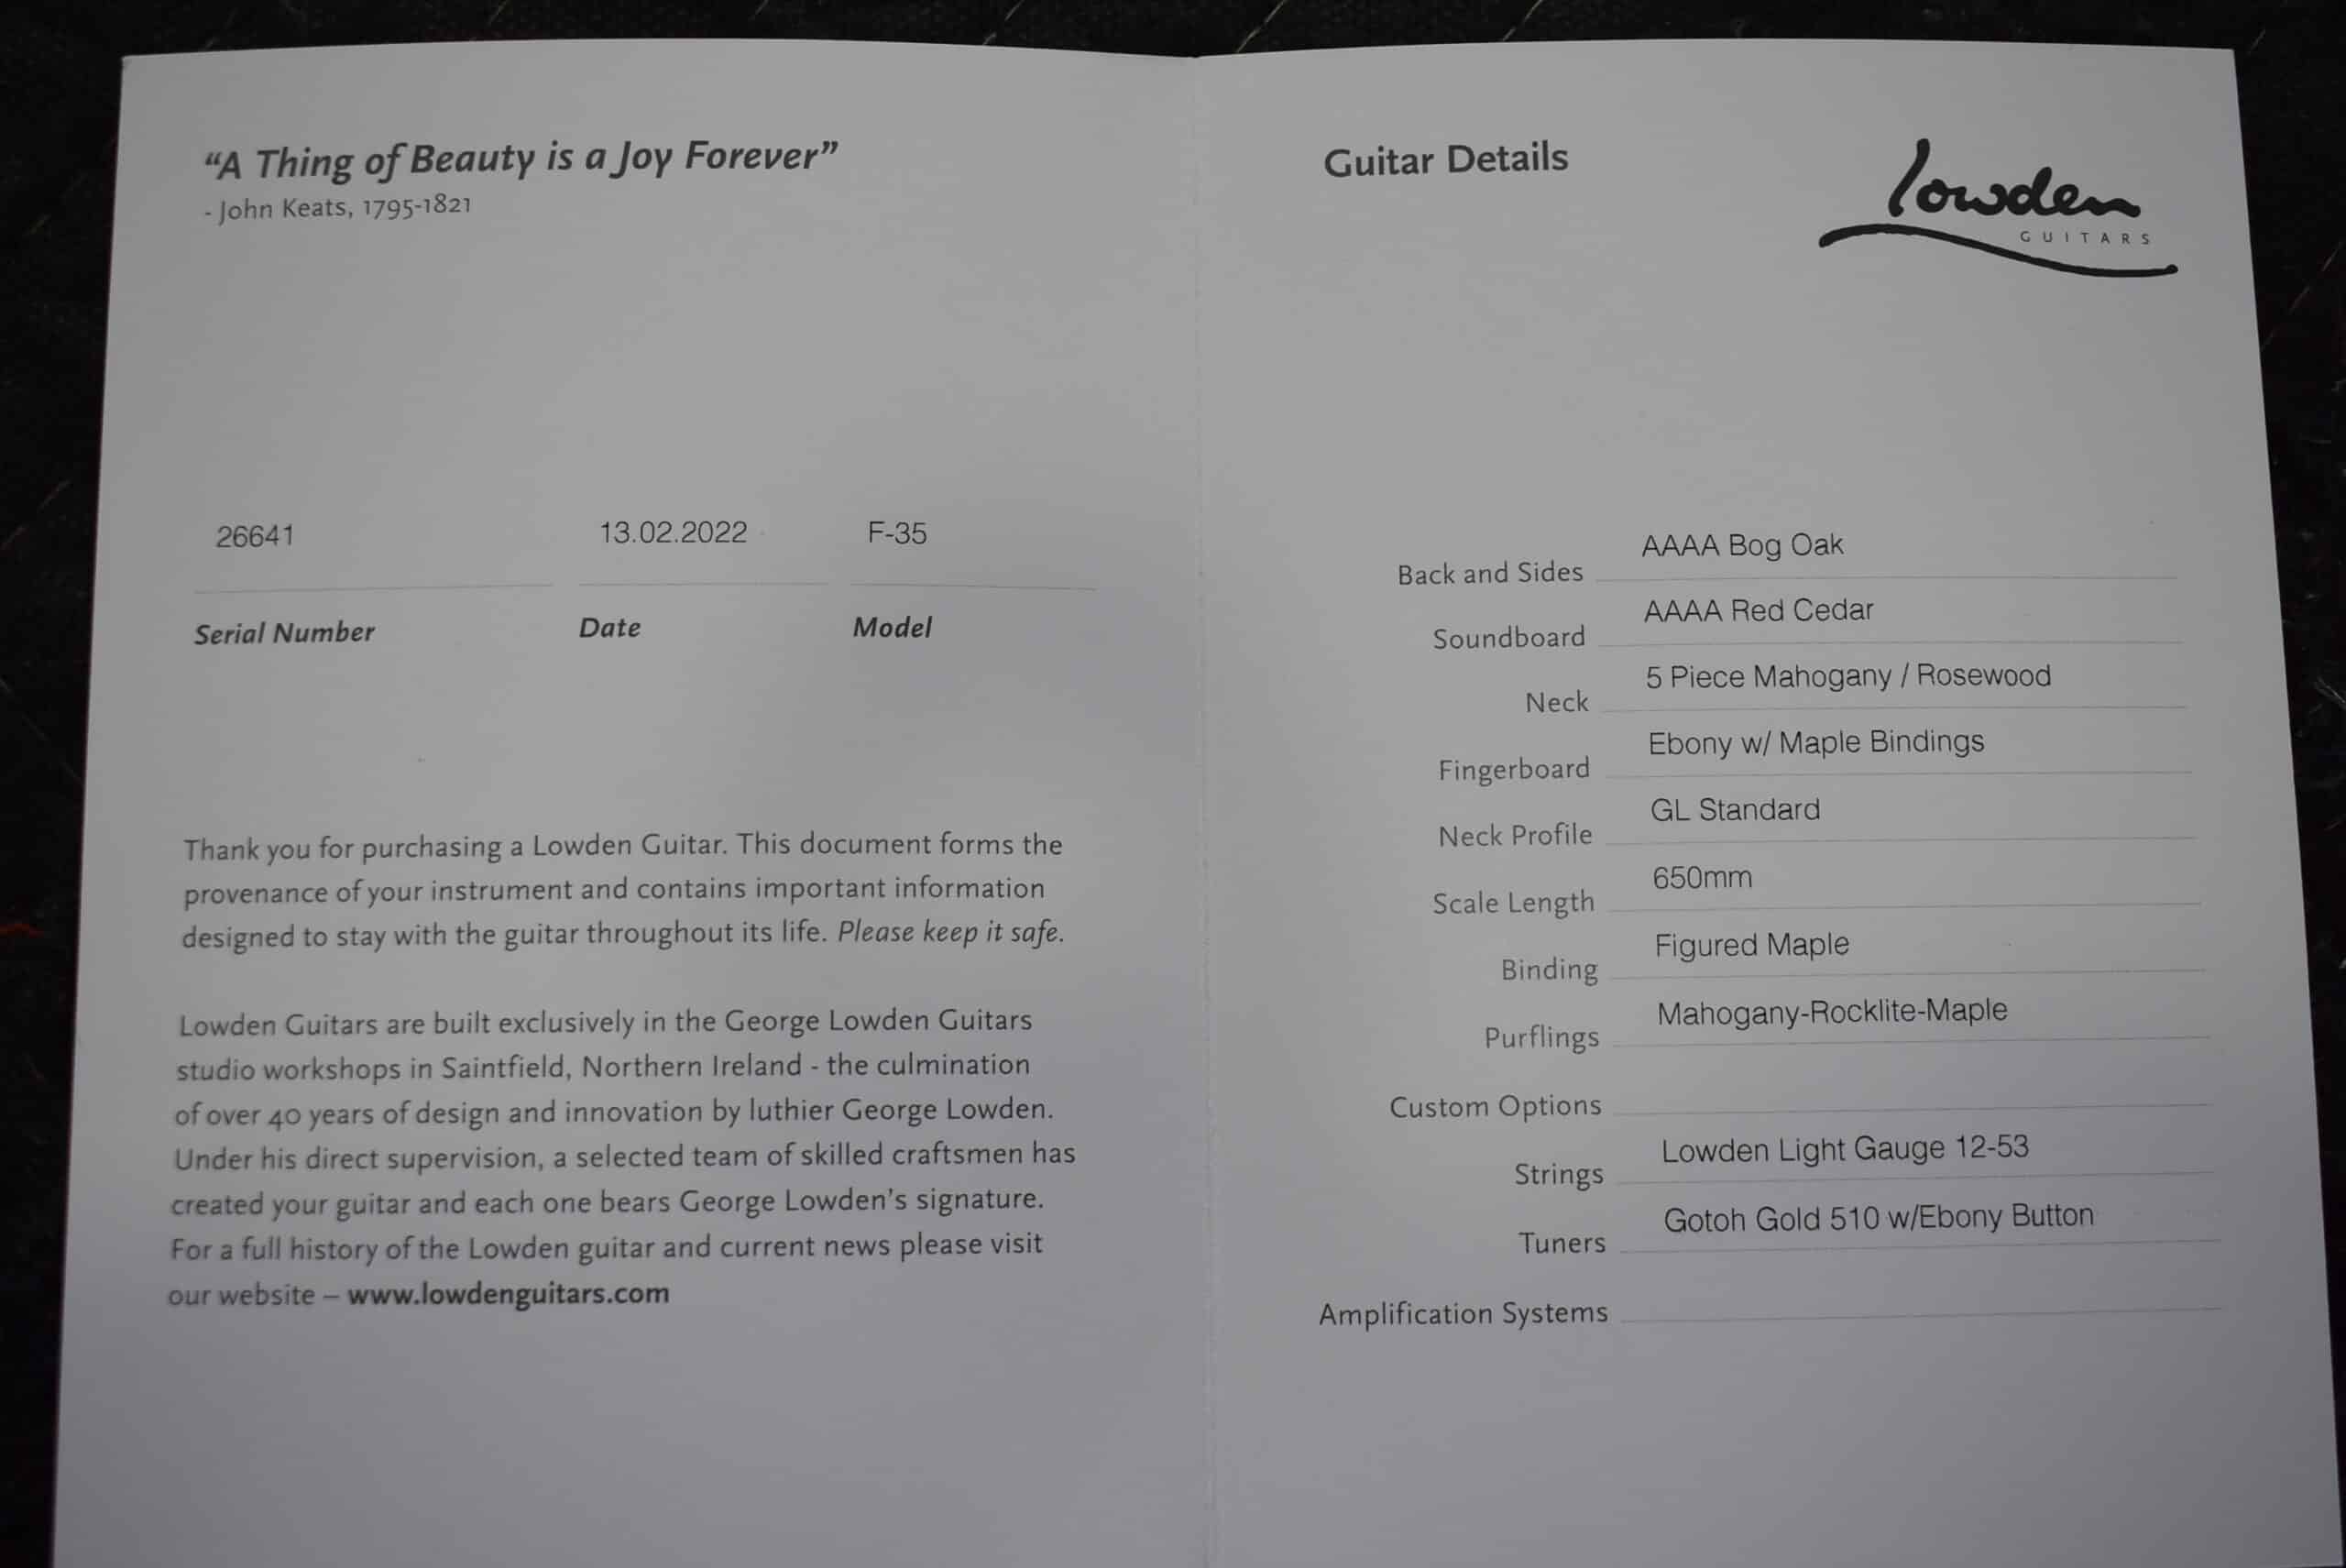 “A Thing of Beauty is a Joy Forever”
- John Keats, 1795-1821
26641 13.02.2022 F-35
Serial Number Date Model
Thank you for purchasing a Lowden Guitar. This document forms the
provenance of your instrument and contains important information
designed to stay with the guitar throughout its life. Please keep it safe.
Lowden Guitars are built exclusively in the George Lowden Guitars
studio workshops in Saintfield, Northern Ireland - the culmination
of over 40 years of design and innovation by luthier George Lowden.
Under his direct supervision, a selected team of skilled craftsmen has
created your guitar and each one bears George Lowden’s signature.
For a full history of the Lowden guitar and current news please visit
our website – www.lowdenguitars.com
Guitar Details
lowden
GUITARS
Back and Sides AAAA Bog Oak
Soundboard AAAA Red Cedar
Neck 5 Piece Mahogany / Rosewood
Fingerboard Ebony w/ Maple Bindings
Neck Profile GL Standard
Scale Length 650mm
Binding Figured Maple
Purflings Mahogany-Rocklite-Maple
Custom Options
Strings Lowden Light Gauge 12-53
Tuners Gotoh Gold 510 w/Ebony Button
Amplification Systems